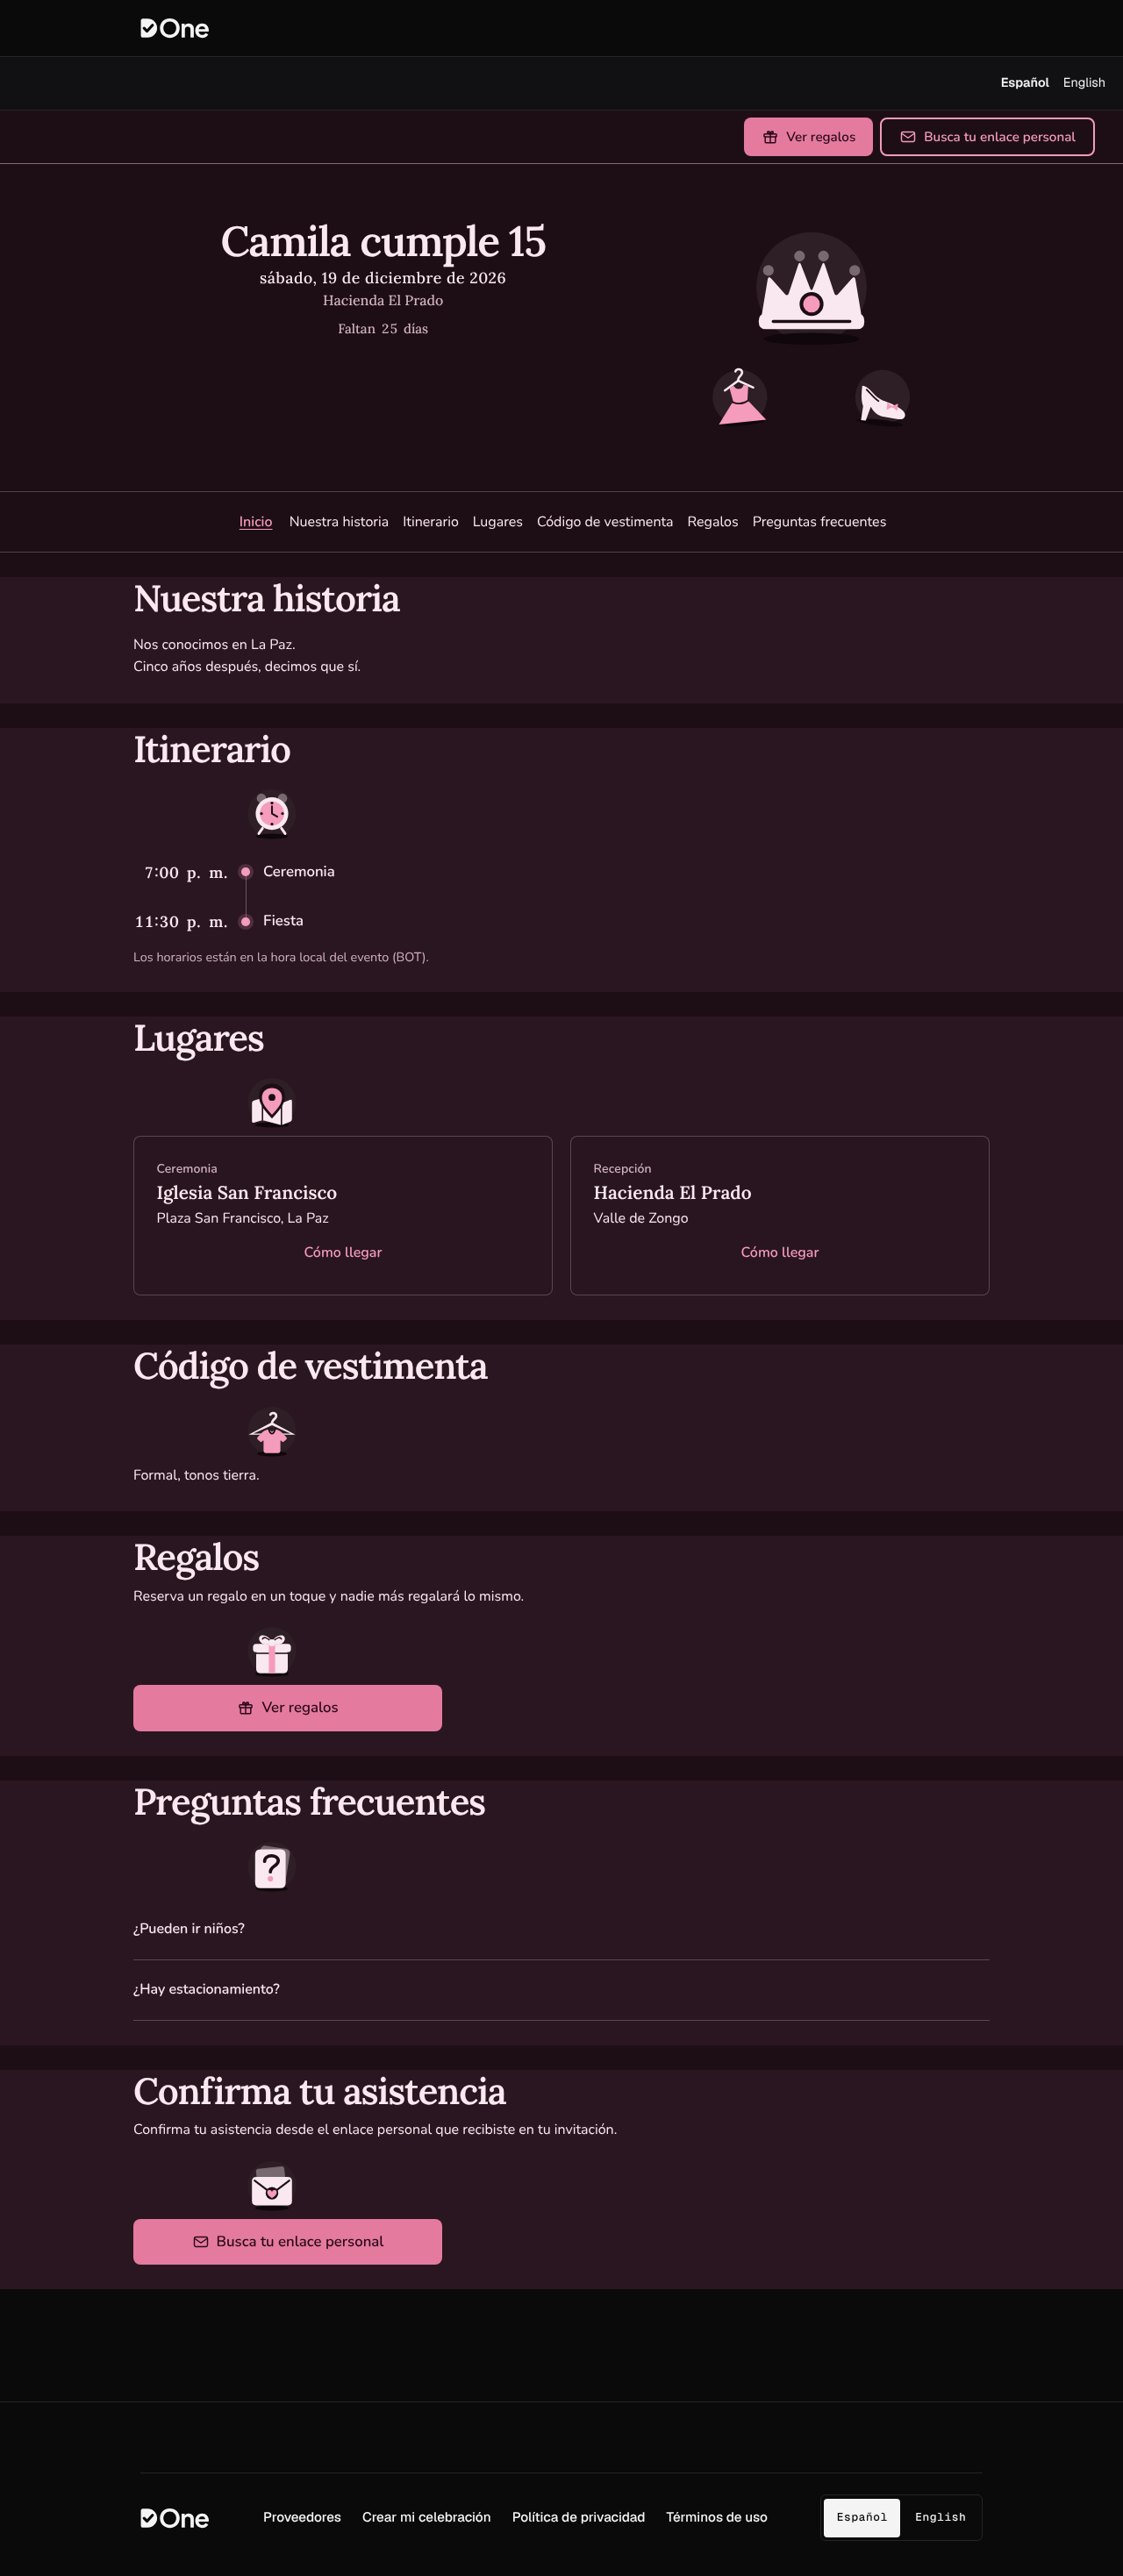 One
Español English
Ver regalos Busca tu enlace personal
Camila cumple 15
sábado, 19 de diciembre de 2026
Hacienda El Prado
Faltan 25 días
Inicio Nuestra historia Itinerario Lugares Código de vestimenta Regalos Preguntas frecuentes
Nuestra historia
Nos conocimos en La Paz.
Cinco años después, decimos que sí.
Itinerario
7:00 p. m. Ceremonia
11:30 p. m. Fiesta
Los horarios están en la hora local del evento (BOT).
Lugares
Ceremonia
Iglesia San Francisco
Plaza San Francisco, La Paz
Cómo llegar
Recepción
Hacienda El Prado
Valle de Zongo
Cómo llegar
Código de vestimenta
Formal, tonos tierra.
Regalos
Reserva un regalo en un toque y nadie más regalará lo mismo.
Ver regalos
Preguntas frecuentes
?
¿Pueden ir niños?
¿Hay estacionamiento?
Confirma tu asistencia
Confirma tu asistencia desde el enlace personal que recibiste en tu invitación.
Busca tu enlace personal
One Proveedores Crear mi celebración Política de privacidad Términos de uso Español English